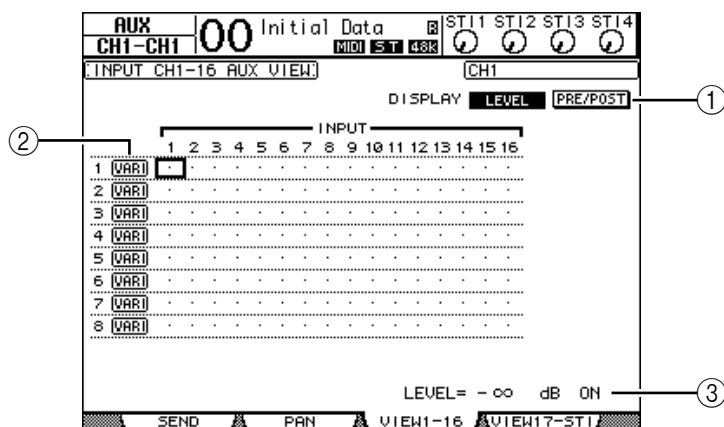 AUX
CH1-CH1
00
Initial Data
B
MIDI ST 48k
STI1 STI2 STI3 STI4
INPUT CH1-16 AUX VIEW
CH1
DISPLAY LEVEL PRE/POST
①
②
INPUT
1 2 3 4 5 6 7 8 9 10 11 12 13 14 15 16
1 VARI
2 VARI
3 VARI
4 VARI
5 VARI
6 VARI
7 VARI
8 VARI
LEVEL= -∞ dB ON
③
SEND PAN VIEW1-16 VIEW17-STI